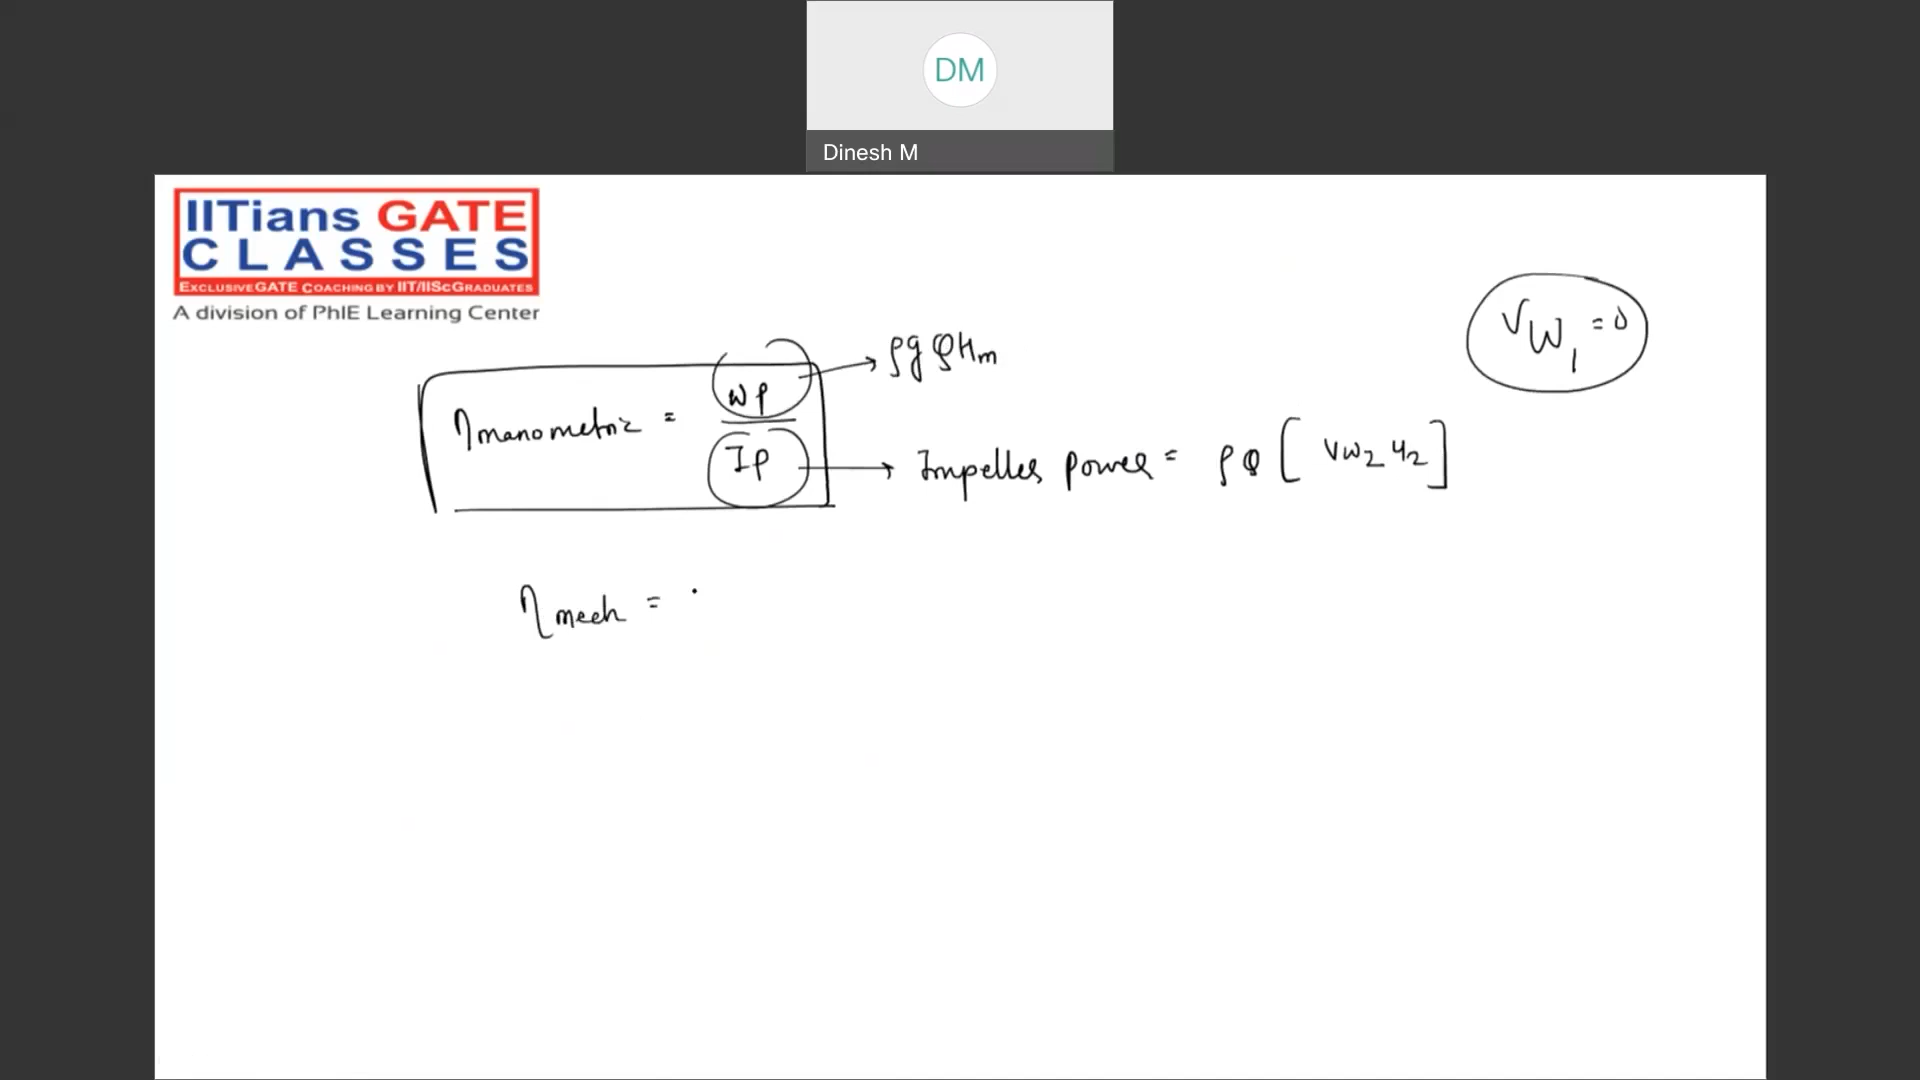 DM
Dinesh M
IITians GATE
CLASSES
EXCLUSIVE GATE COACHING BY IIT/IISc GRADUATES
A division of PhIE Learning Center
Vw1 = 0
ηmanometric = WP / IP
→ ρgQHm
→ Impeller Power = ρQ [Vw2 u2]
ηmech =